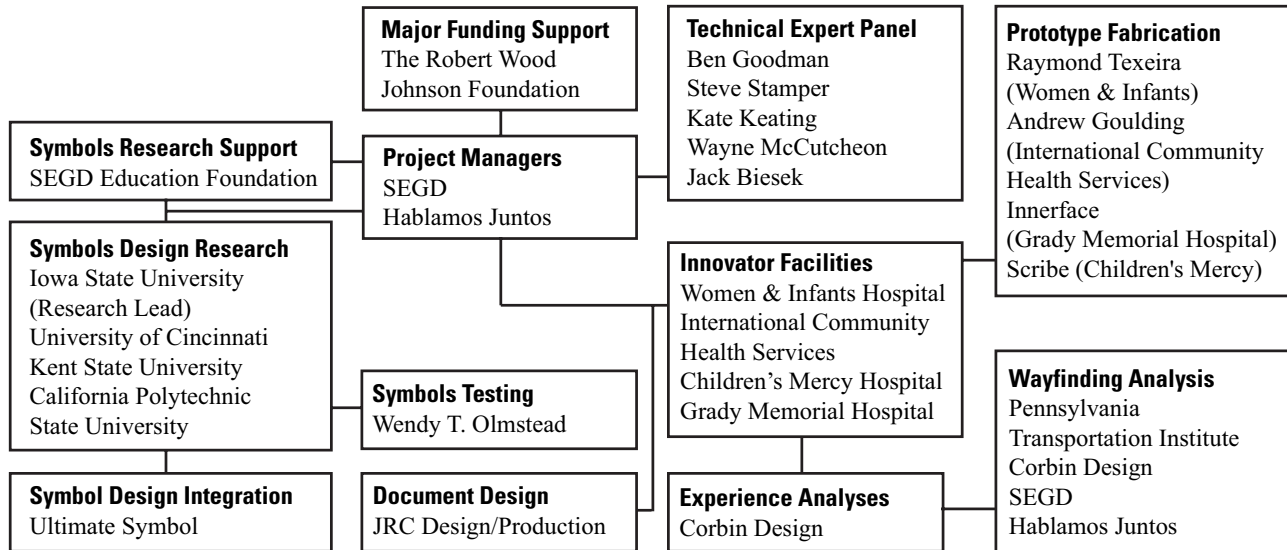 Major Funding Support
The Robert Wood
Johnson Foundation
Technical Expert Panel
Ben Goodman
Steve Stamper
Kate Keating
Wayne McCutcheon
Jack Biesek
Prototype Fabrication
Raymond Texeira
(Women & Infants)
Andrew Goulding
(International Community
Health Services)
Innerface
(Grady Memorial Hospital)
Scribe (Children's Mercy)
Symbols Research Support
SEGD Education Foundation
Project Managers
SEGD
Hablamos Juntos
Symbols Design Research
Iowa State University
(Research Lead)
University of Cincinnati
Kent State University
California Polytechnic
State University
Innovator Facilities
Women & Infants Hospital
International Community
Health Services
Children’s Mercy Hospital
Grady Memorial Hospital
Symbols Testing
Wendy T. Olmstead
Wayfinding Analysis
Pennsylvania
Transportation Institute
Corbin Design
SEGD
Hablamos Juntos
Symbol Design Integration
Ultimate Symbol
Document Design
JRC Design/Production
Experience Analyses
Corbin Design